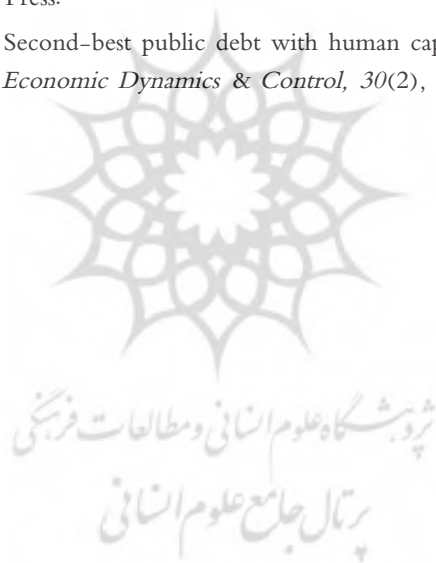 Press.
Second-best public debt with human cap
Economic Dynamics & Control, 30(2),
پژوهشگاه علوم انسانی و مطالعات فرهنگی
پرتال جامع علوم انسانی